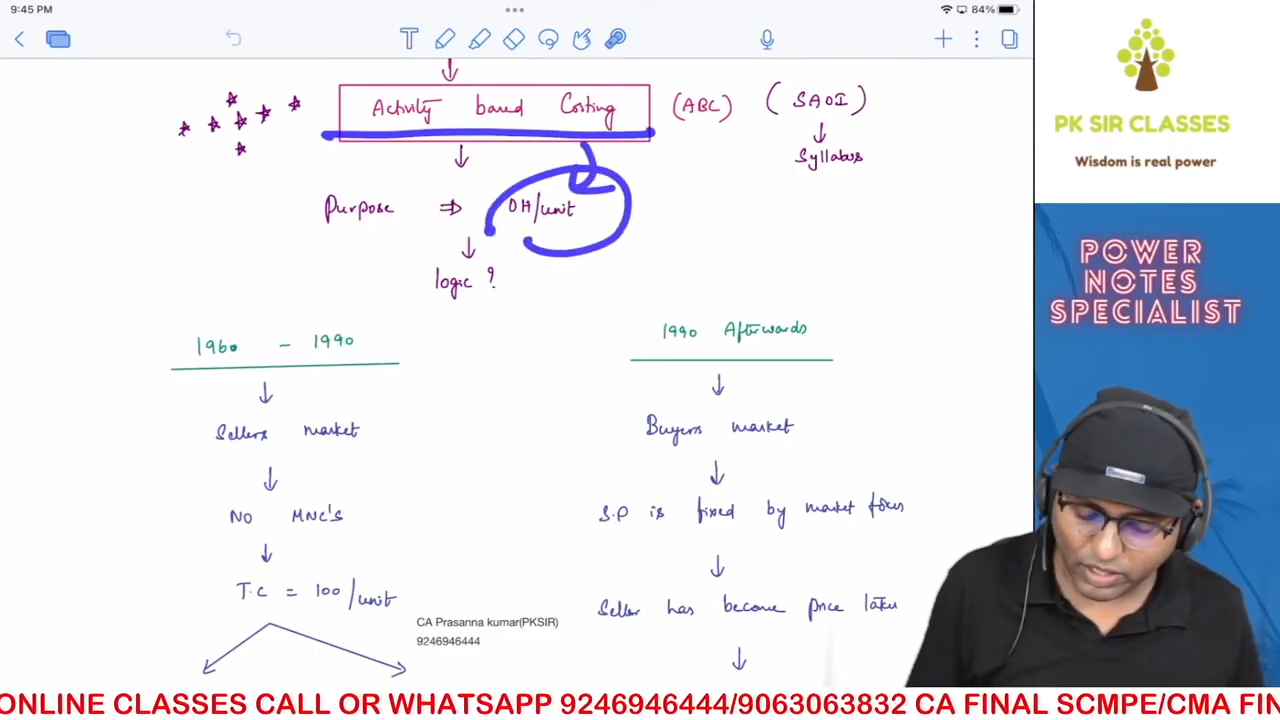 9:45 PM
84%
Activity based Costing (ABC) (SAOI)
Syllabus
Purpose ⇒ OH/unit
logic ?
1960 - 1990
Sellers market
NO MNC's
T.C = 100/unit
1990 Afterwards
Buyers market
S.P is fixed by market forces
Seller has become price taker
CA Prasanna kumar(PKSIR)
9246946444
PK SIR CLASSES
Wisdom is real power
POWER
NOTES
SPECIALIST
ONLINE CLASSES CALL OR WHATSAPP 9246946444/9063063832 CA FINAL SCMPE/CMA FIN